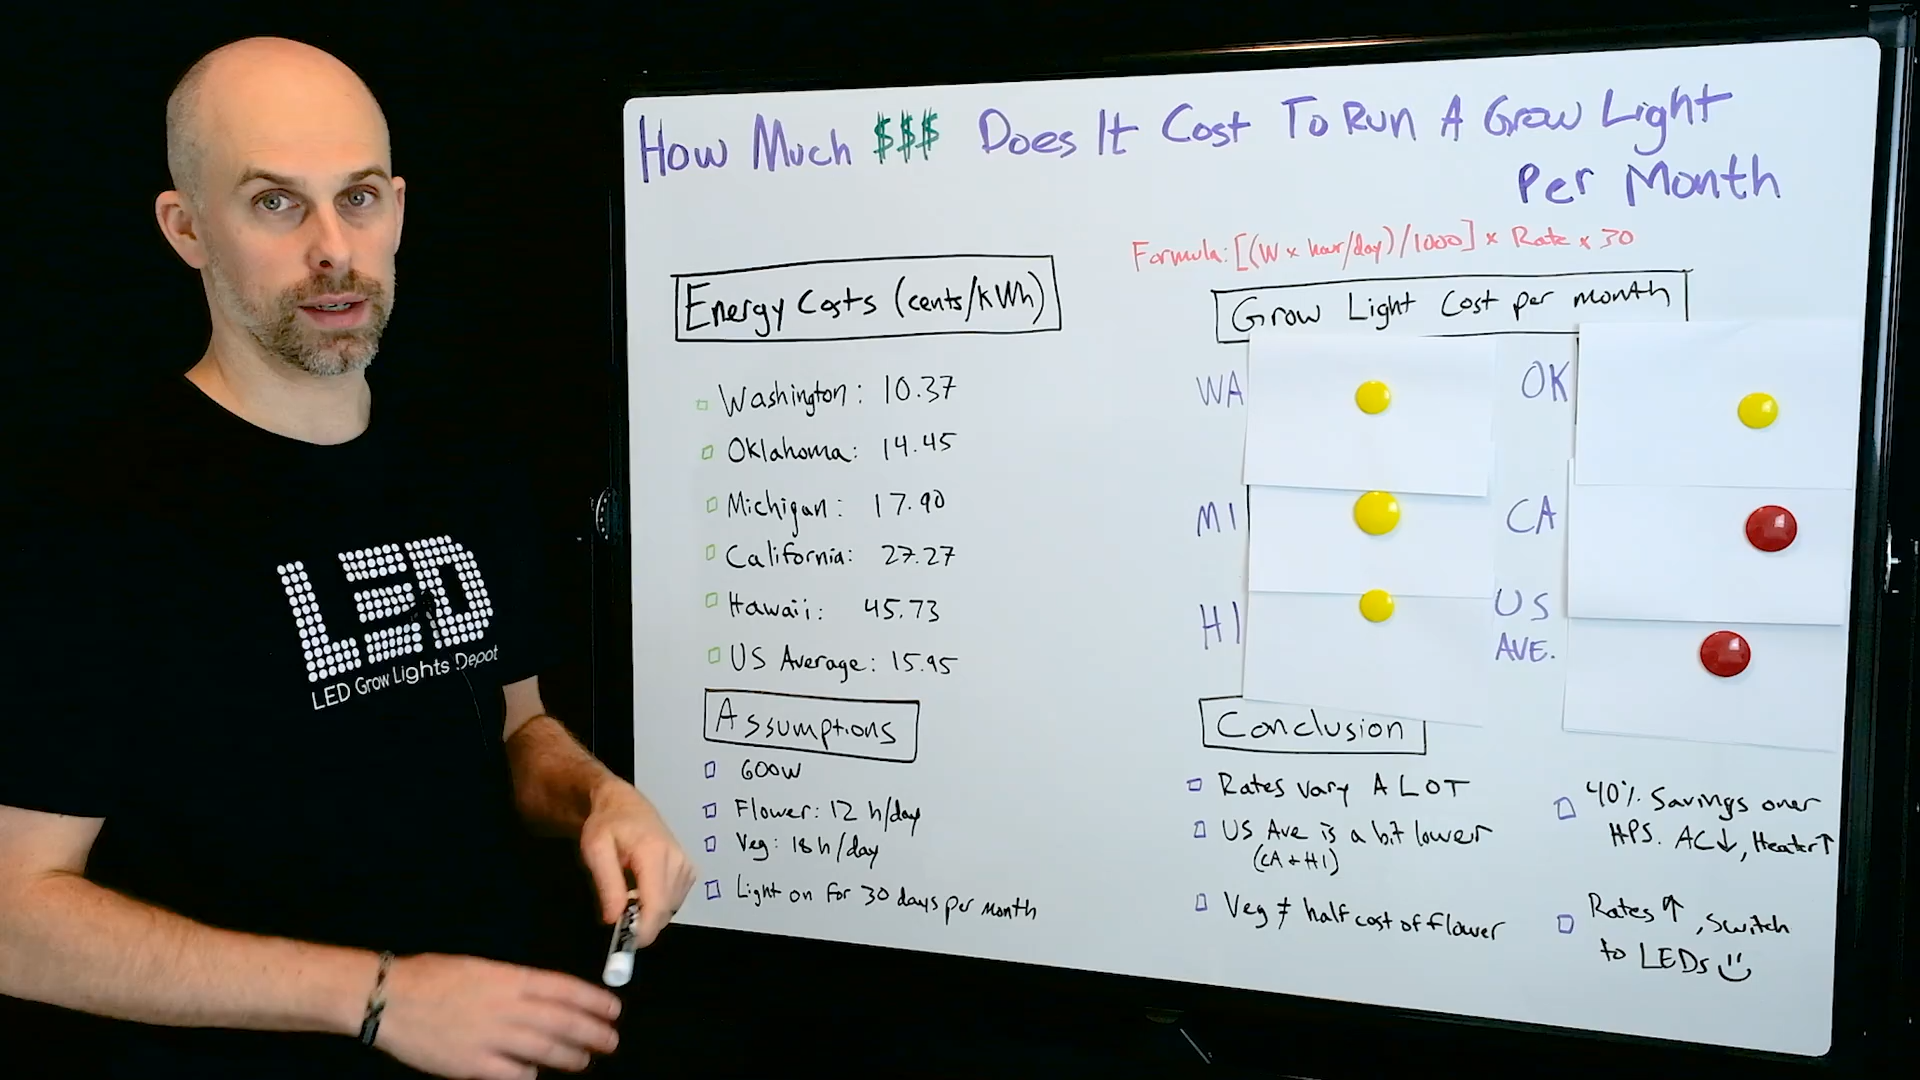 How Much $$$ Does It Cost To Run A Grow Light
Per Month
Formula: [(W x hour/day)/1000] x Rate x 30
Energy Costs (cents/kWh)
Washington: 10.37
Oklahoma: 14.45
Michigan: 17.90
California: 27.27
Hawaii: 45.73
US Average: 15.95
Assumptions
600W
Flower: 12 h/day
Veg: 18h/day
Light on for 30 days per month
Grow Light Cost per month
WA
OK
MI
CA
HI
US
AVE.
Conclusion
Rates vary A LOT
US Ave is a bit lower
(CA + HI)
Veg ≠ half cost of flower
40% Savings over
HPS. AC↓, Heater↑
Rates ↑, Switch
to LEDs
LED
LED Grow Lights Depot